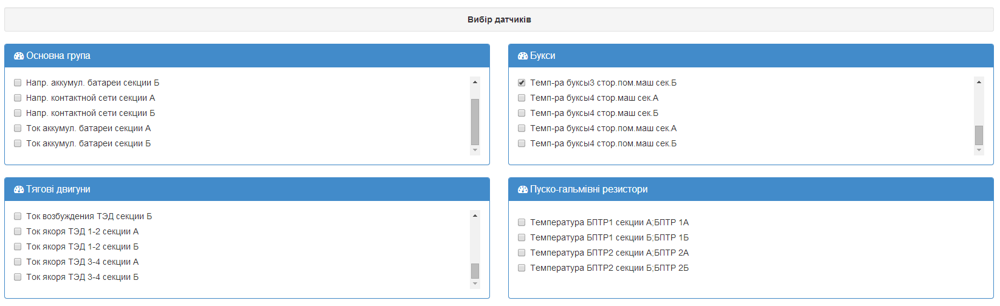 Вибір датчиків
Основна група
Напр. аккумул. батареи секции Б
Напр. контактной сети секции А
Напр. контактной сети секции Б
Ток аккумул. батареи секции А
Ток аккумул. батареи секции Б
Букси
Темп-ра буксы3 стор.пом.маш сек.Б
Темп-ра буксы4 стор.маш сек.А
Темп-ра буксы4 стор.маш сек.Б
Темп-ра буксы4 стор.пом.маш сек.А
Темп-ра буксы4 стор.пом.маш сек.Б
Тягові двигуни
Ток возбуждения ТЭД секции Б
Ток якоря ТЭД 1-2 секции А
Ток якоря ТЭД 1-2 секции Б
Ток якоря ТЭД 3-4 секции А
Ток якоря ТЭД 3-4 секции Б
Пуско-гальмівні резистори
Температура БПТР1 секции А;БПТР 1А
Температура БПТР1 секции Б;БПТР 1Б
Температура БПТР2 секции А;БПТР 2А
Температура БПТР2 секции Б;БПТР 2Б